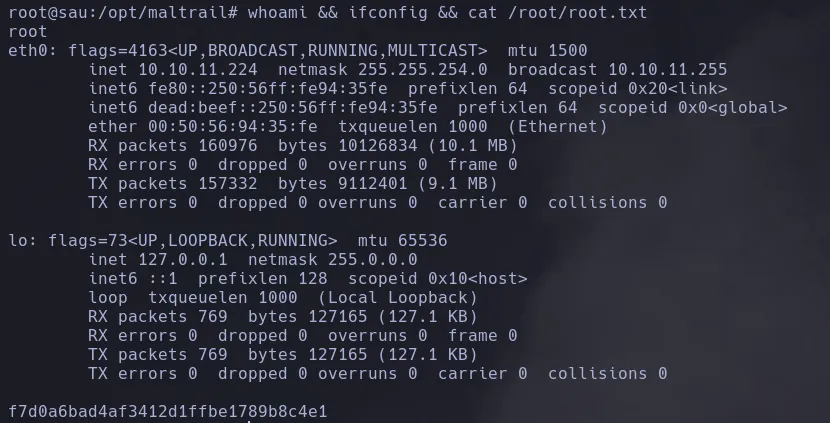 root@sau:/opt/maltrail# whoami && ifconfig && cat /root/root.txt
root
eth0: flags=4163<UP,BROADCAST,RUNNING,MULTICAST>  mtu 1500
        inet 10.10.11.224  netmask 255.255.254.0  broadcast 10.10.11.255
        inet6 fe80::250:56ff:fe94:35fe  prefixlen 64  scopeid 0x20<link>
        inet6 dead:beef::250:56ff:fe94:35fe  prefixlen 64  scopeid 0x0<global>
        ether 00:50:56:94:35:fe  txqueuelen 1000  (Ethernet)
        RX packets 160976  bytes 10126834 (10.1 MB)
        RX errors 0  dropped 0  overruns 0  frame 0
        TX packets 157332  bytes 9112401 (9.1 MB)
        TX errors 0  dropped 0 overruns 0  carrier 0  collisions 0

lo: flags=73<UP,LOOPBACK,RUNNING>  mtu 65536
        inet 127.0.0.1  netmask 255.0.0.0
        inet6 ::1  prefixlen 128  scopeid 0x10<host>
        loop  txqueuelen 1000  (Local Loopback)
        RX packets 769  bytes 127165 (127.1 KB)
        RX errors 0  dropped 0  overruns 0  frame 0
        TX packets 769  bytes 127165 (127.1 KB)
        TX errors 0  dropped 0 overruns 0  carrier 0  collisions 0

f7d0a6bad4af3412d1ffbe1789b8c4e1